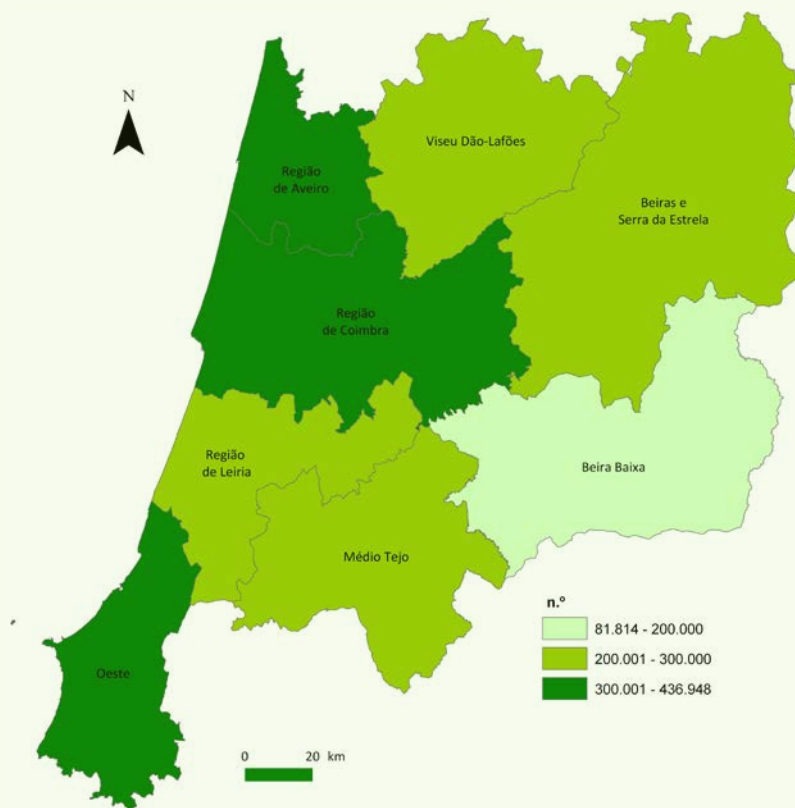 N
Viseu Dão-Lafões
Região
de Aveiro
Beiras e
Serra da Estrela
Região
de Coimbra
Região
de Leiria
Beira Baixa
Médio Tejo
Oeste
n.º
81.814 - 200.000
200.001 - 300.000
300.001 - 436.948
0 20 km